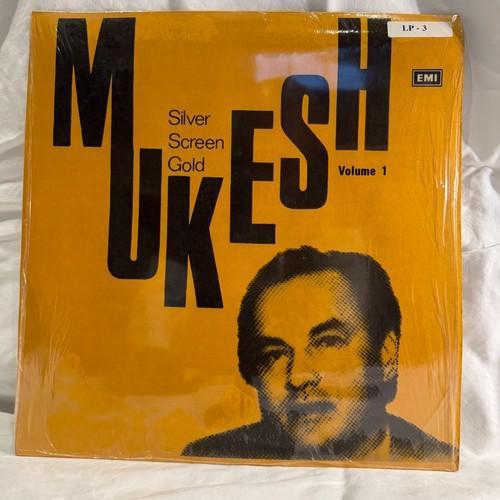 LP - 3
EMI
MUKESH
Silver
Screen
Gold
Volume 1